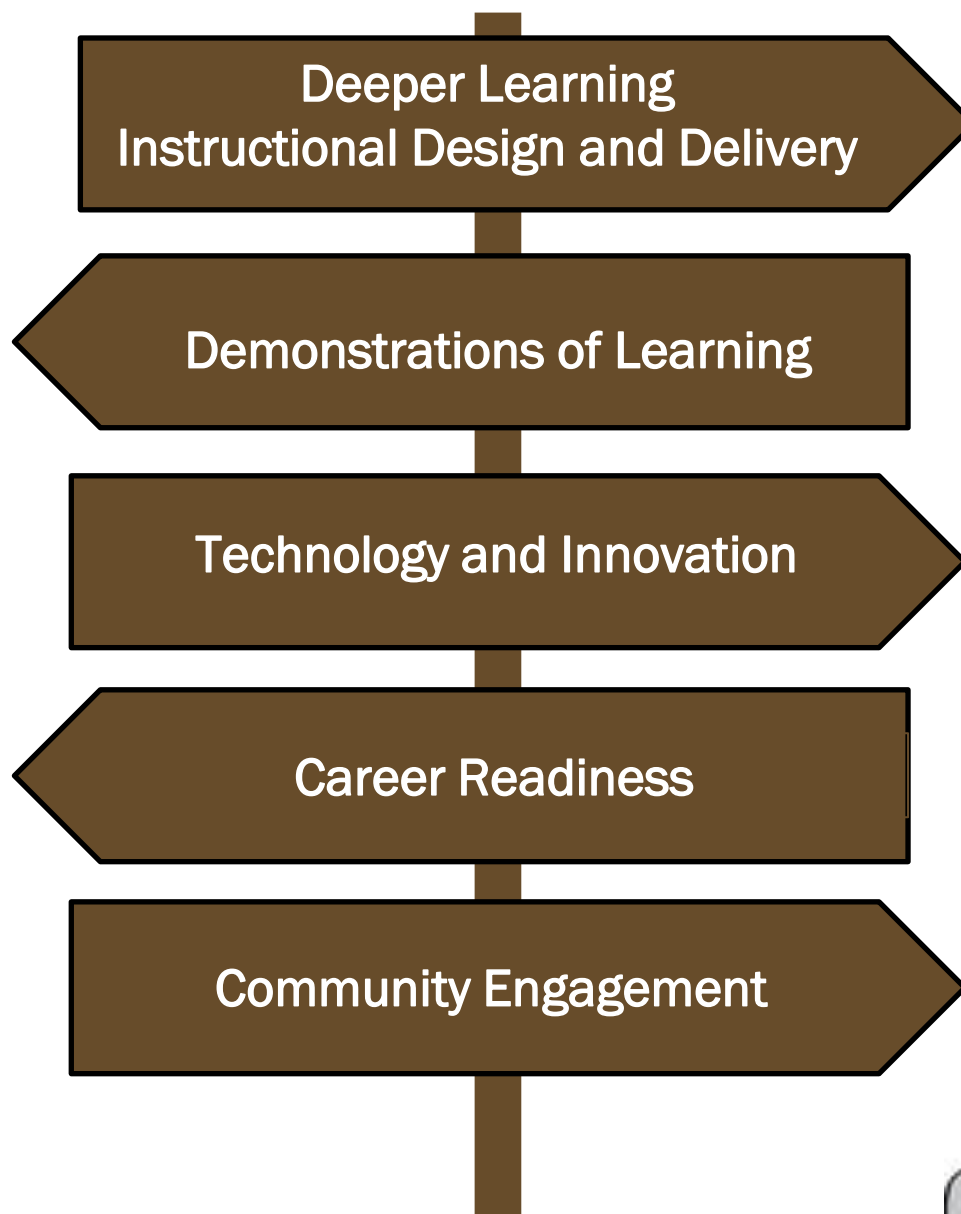 Deeper Learning
Instructional Design and Delivery
Demonstrations of Learning
Technology and Innovation
Career Readiness
Community Engagement